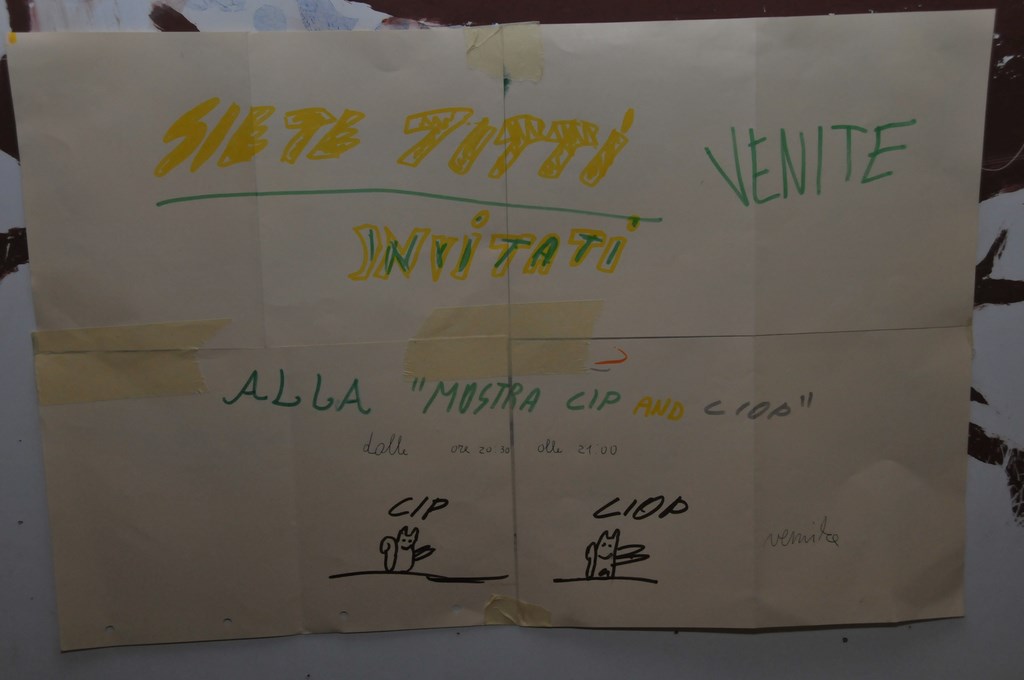 SIETE TUTTI
VENITE
INVITATI
ALLA "MOSTRA CIP AND CIOP"
dalle ore 20:30 alle 21:00
CIP
CIOP
venite